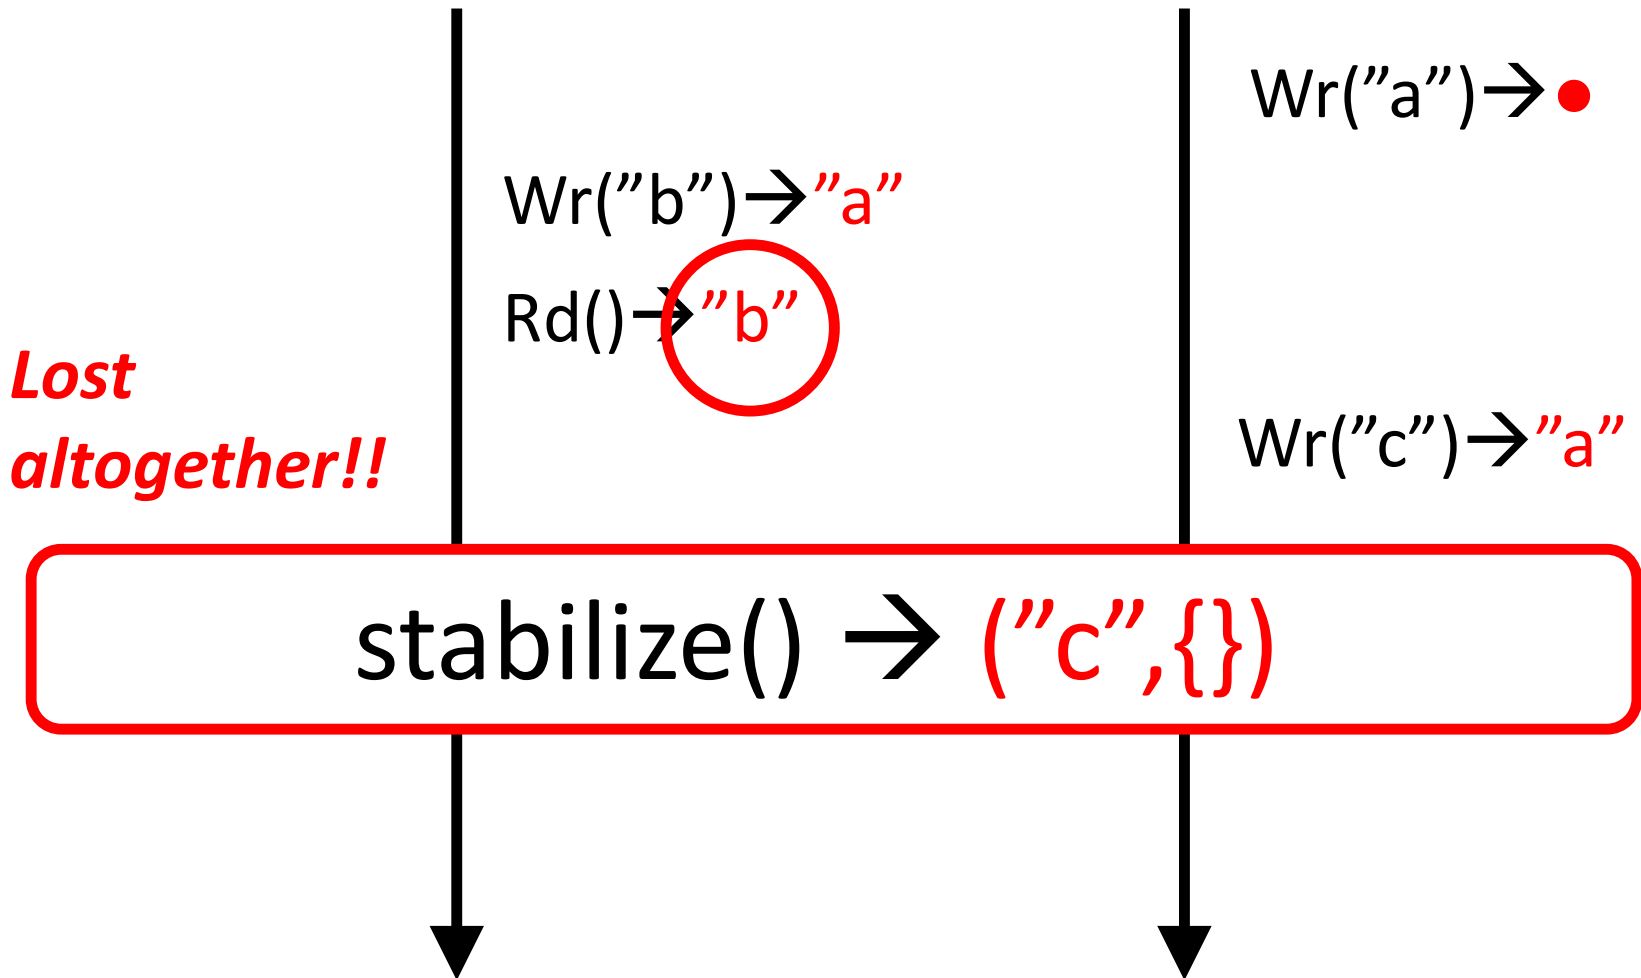 Wr(”a”)→●
Wr(”b”)→”a”
Rd()→”b”
Lost
altogether!!
Wr(”c”)→”a”
stabilize() → (”c”,{})